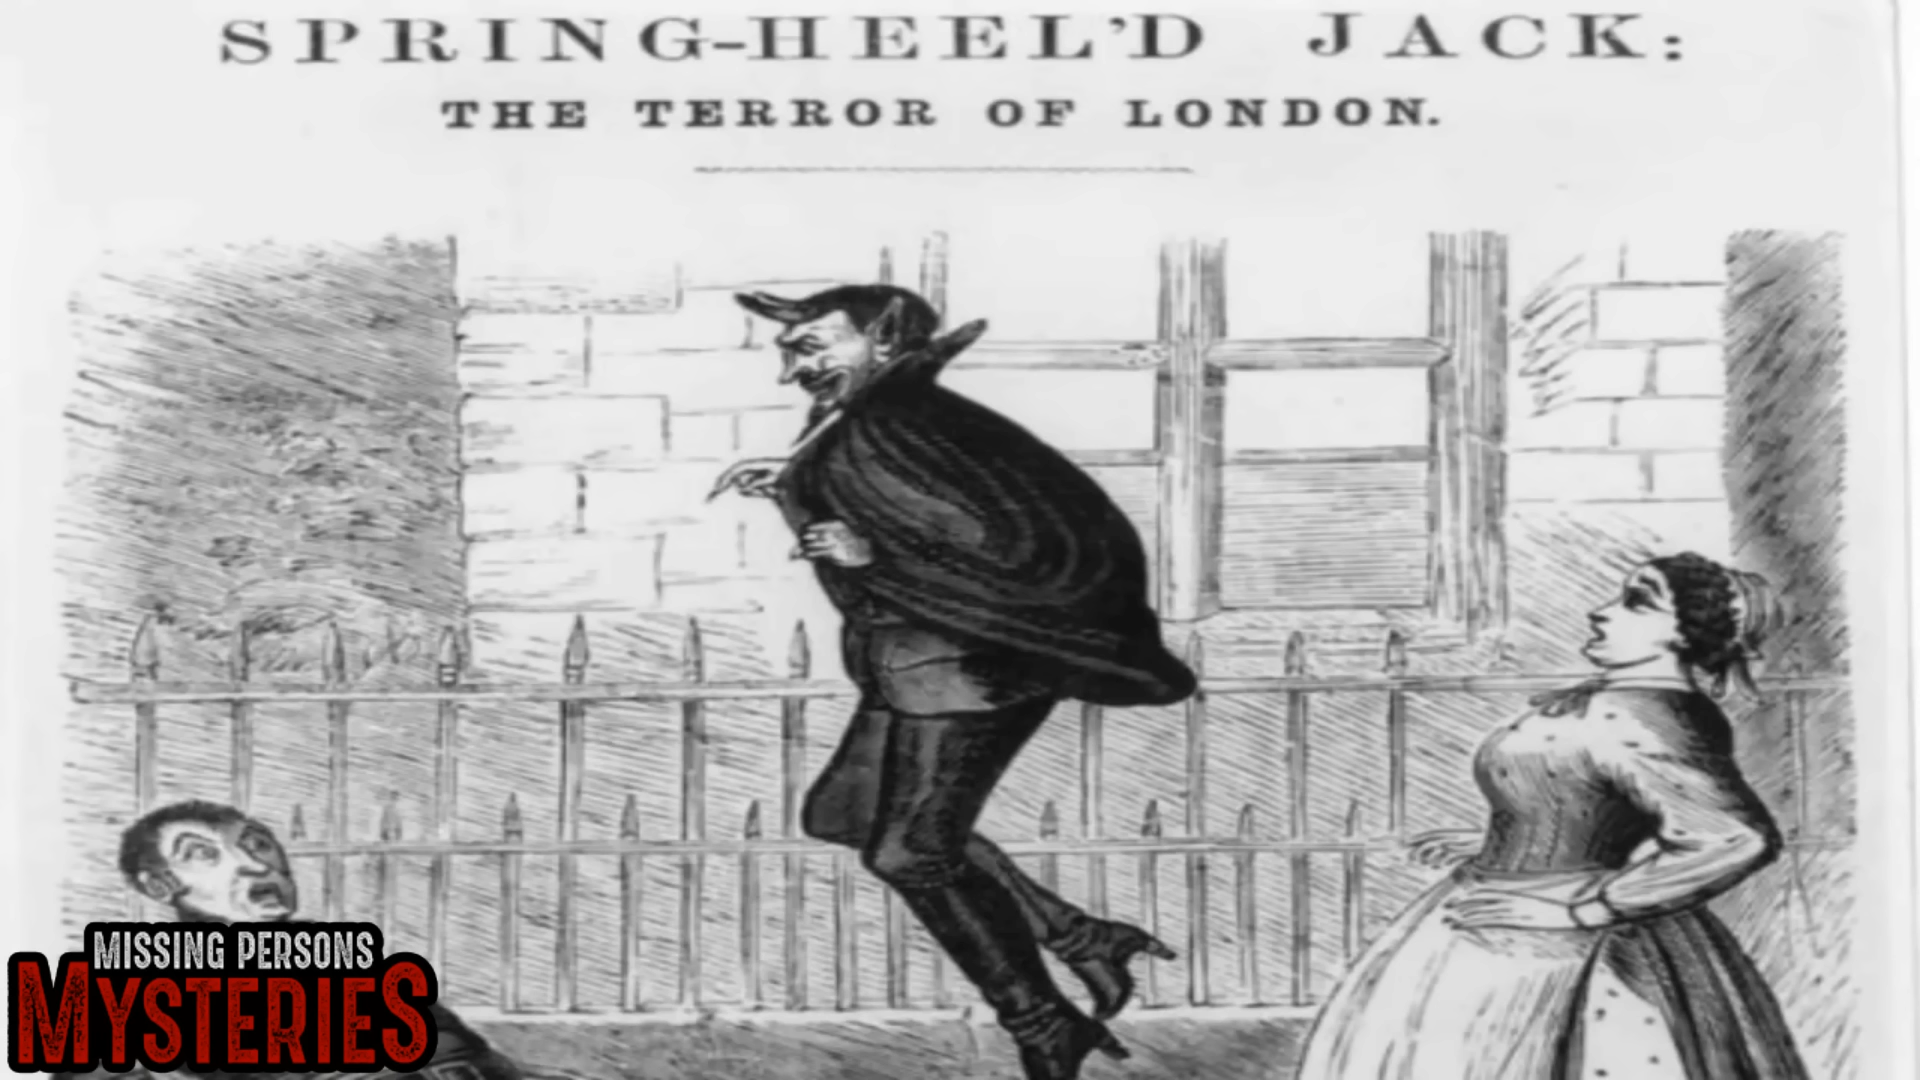 SPRING-HEEL'D JACK:
THE TERROR OF LONDON.
MISSING PERSONS
MYSTERIES